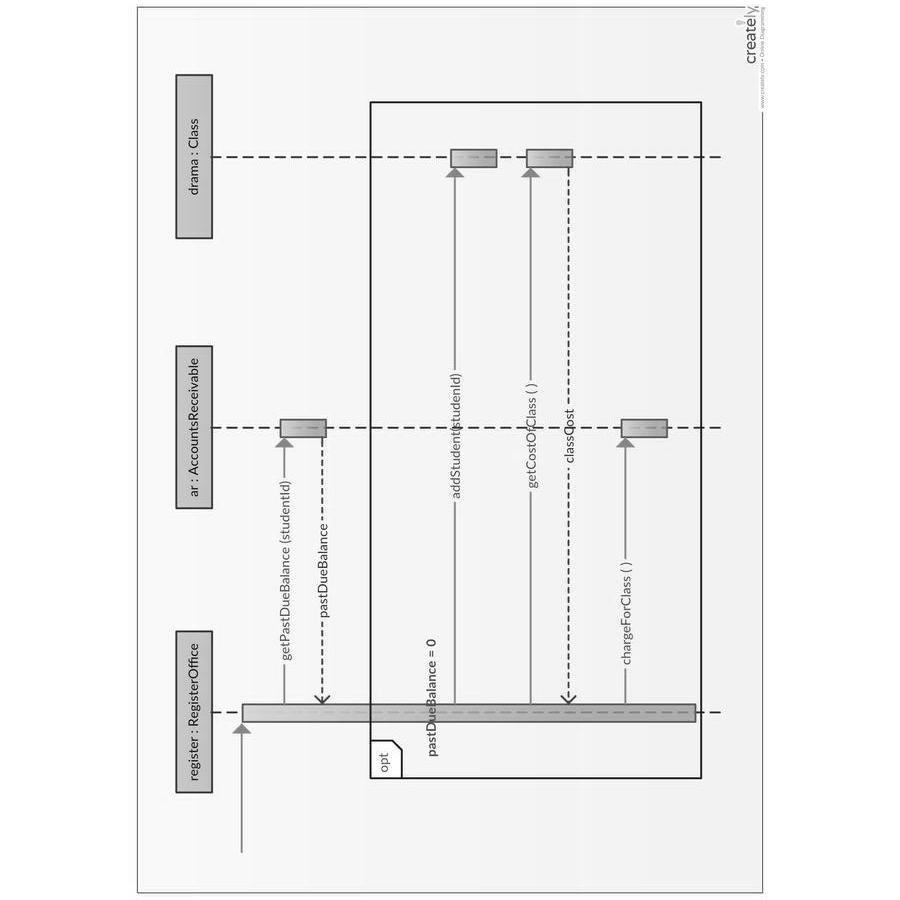 register : RegisterOffice
ar : AccountsReceivable
drama : Class
getPastDueBalance (studentId)
pastDueBalance
opt
pastDueBalance = 0
addStudent(studenId)
getCostOfClass ( )
classCost
chargeForClass ( )
creately
www.creately.com • Online Diagramming